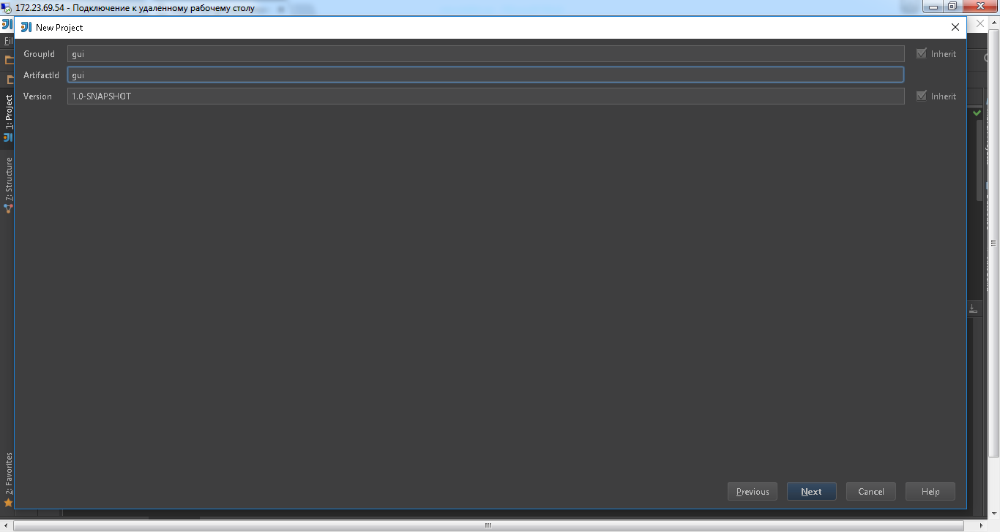 172.23.69.54 - Подключение к удаленному рабочему столу
New Project
Fil
GroupId gui Inherit
ArtifactId gui
Version 1.0-SNAPSHOT Inherit
1: Project
7: Structure
2: Favorites
Previous Next Cancel Help